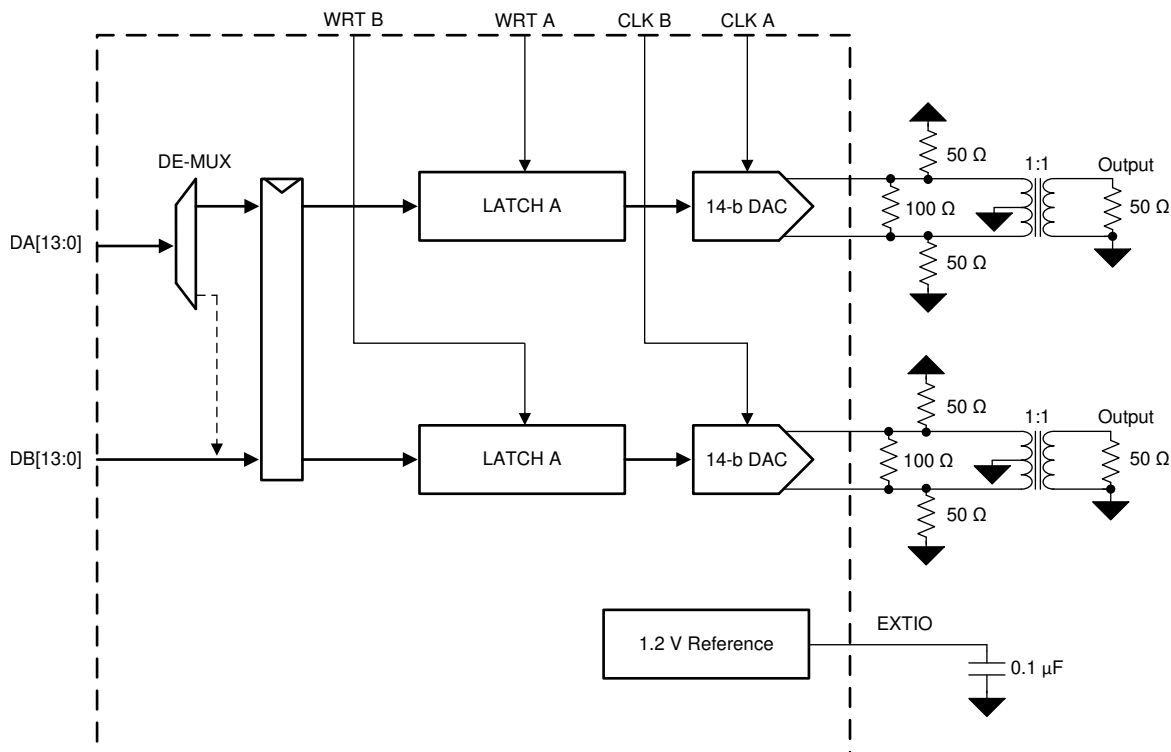 WRT B
WRT A
CLK B
CLK A
DE-MUX
50 Ω
1:1
Output
LATCH A
14-b DAC
100 Ω
50 Ω
DA[13:0]
50 Ω
50 Ω
1:1
Output
DB[13:0]
LATCH A
14-b DAC
100 Ω
50 Ω
50 Ω
1.2 V Reference
EXTIO
0.1 µF